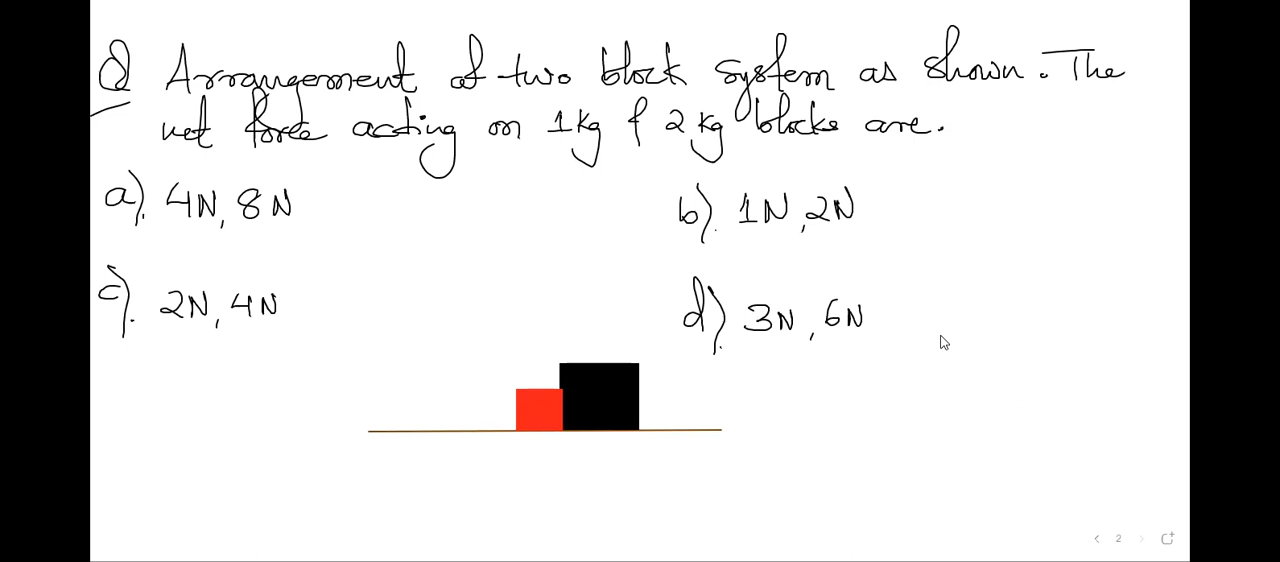 Q Arrangement of two block system as shown. The
net force acting on 1kg & 2kg blocks are.
a). 4N, 8N
b). 1N, 2N
c). 2N, 4N
d). 3N, 6N
2